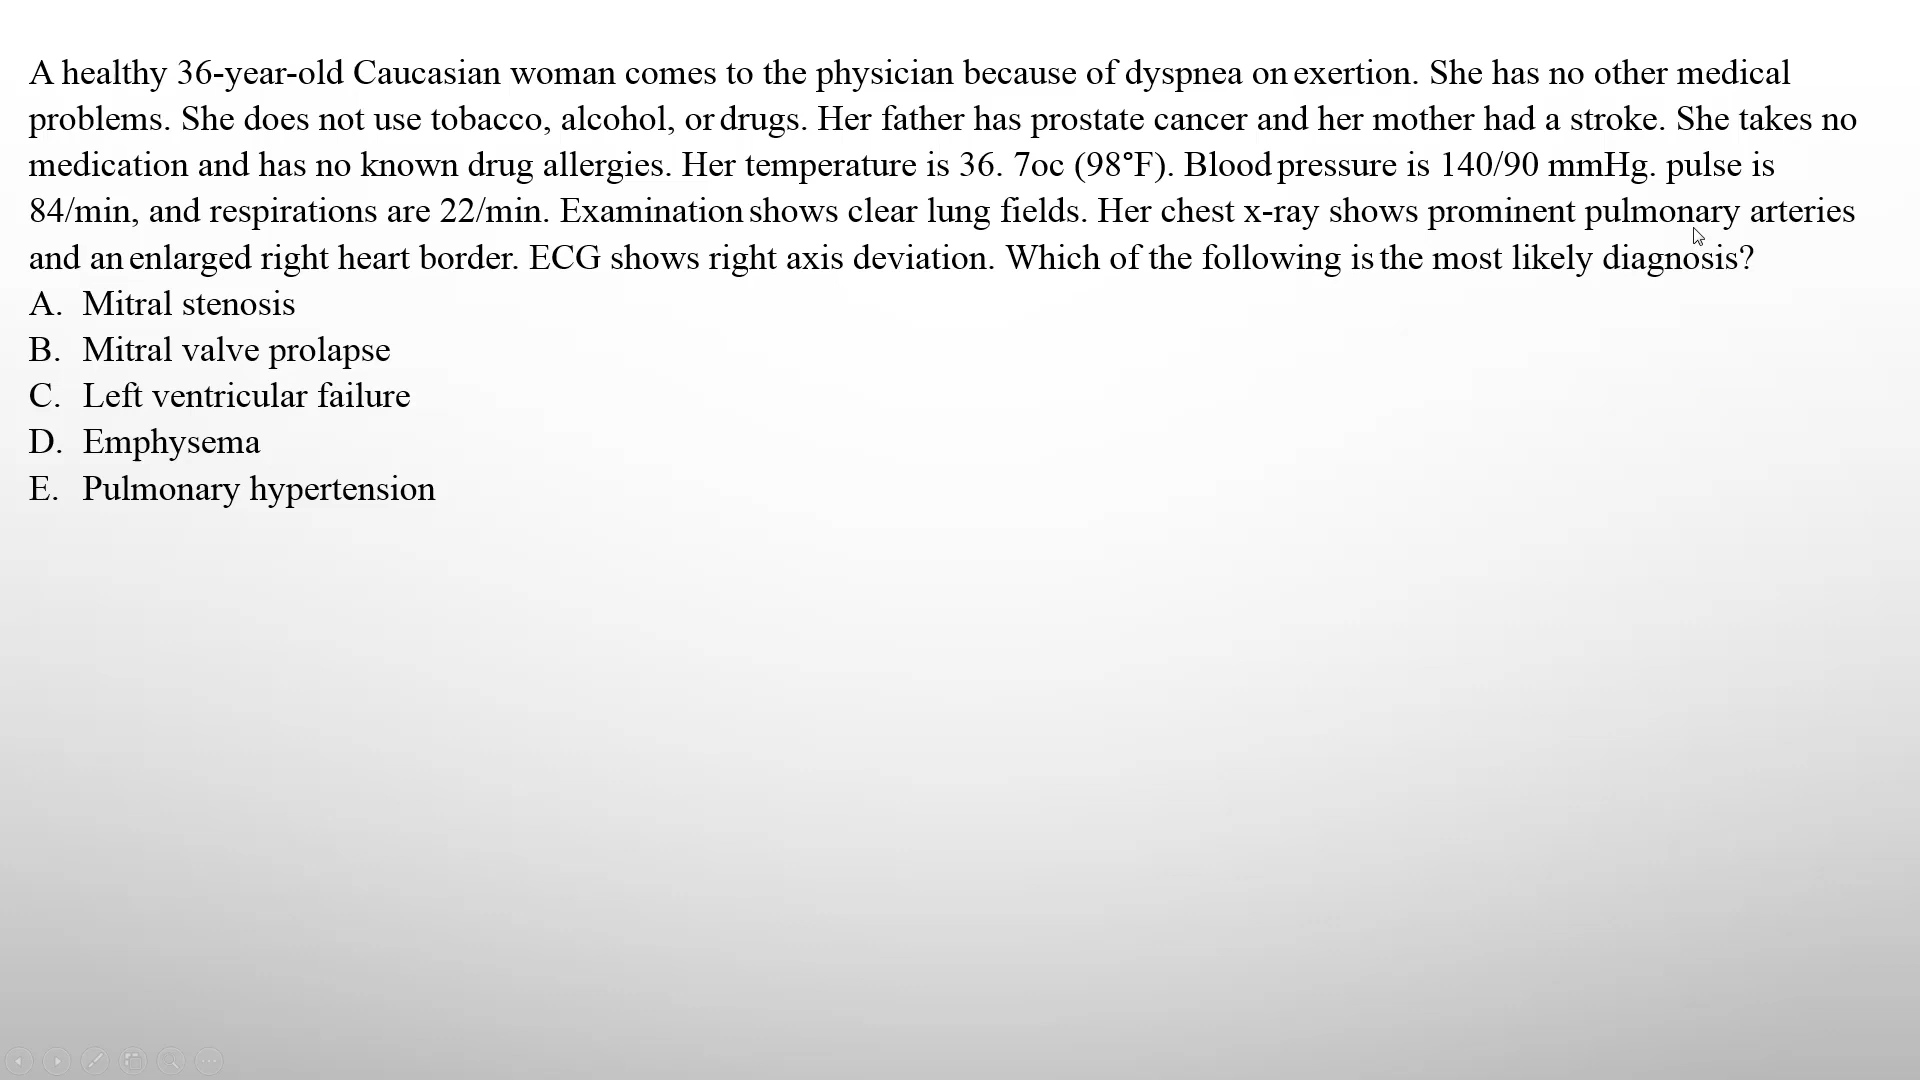 A healthy 36-year-old Caucasian woman comes to the physician because of dyspnea on exertion. She has no other medical
problems. She does not use tobacco, alcohol, or drugs. Her father has prostate cancer and her mother had a stroke. She takes no
medication and has no known drug allergies. Her temperature is 36. 7oc (98°F). Blood pressure is 140/90 mmHg. pulse is
84/min, and respirations are 22/min. Examination shows clear lung fields. Her chest x-ray shows prominent pulmonary arteries
and an enlarged right heart border. ECG shows right axis deviation. Which of the following is the most likely diagnosis?
A. Mitral stenosis
B. Mitral valve prolapse
C. Left ventricular failure
D. Emphysema
E. Pulmonary hypertension